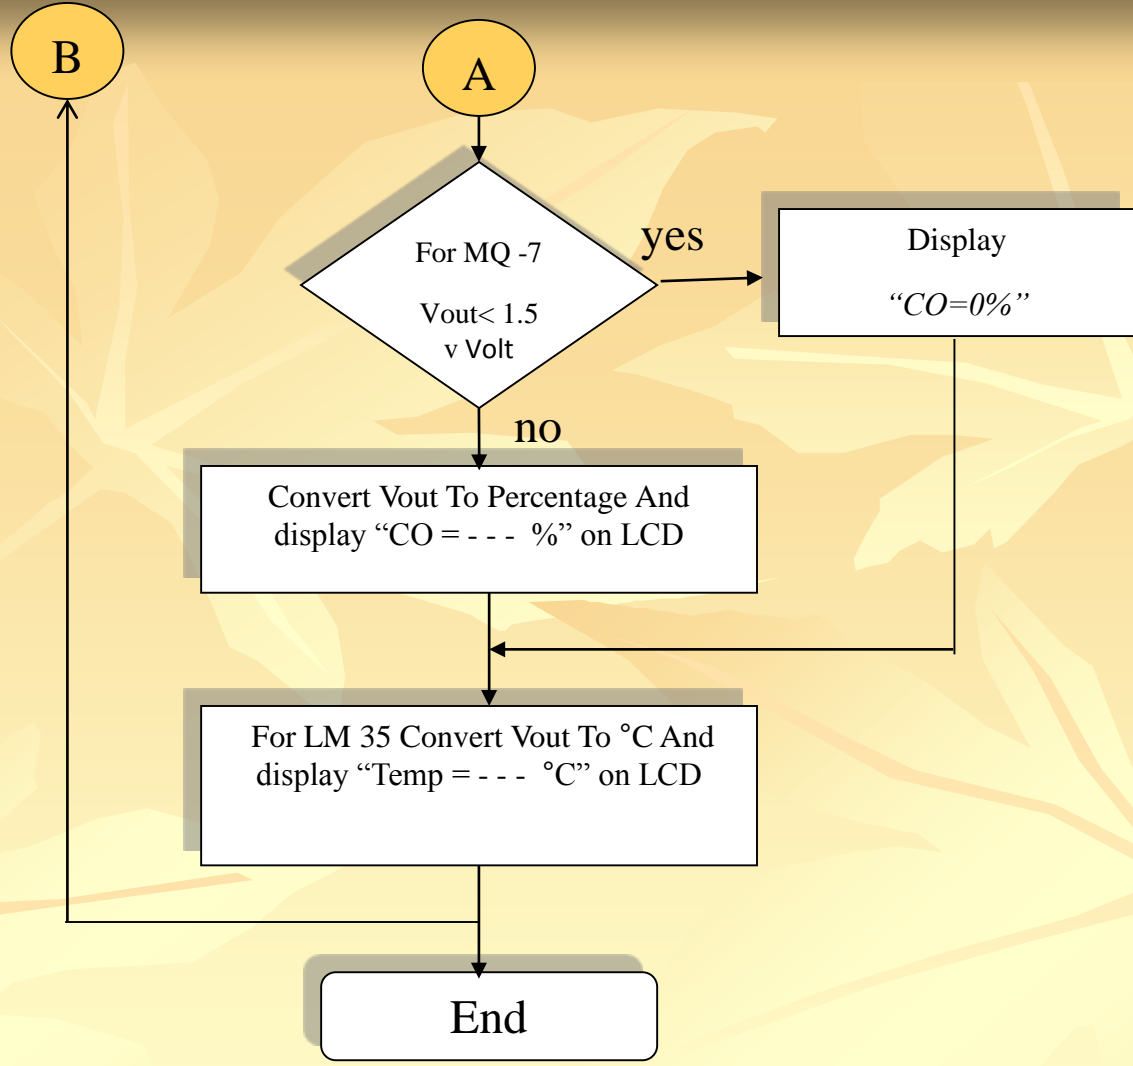 B
A
For MQ -7
Vout< 1.5
v Volt
yes
Display
“CO=0%”
no
Convert Vout To Percentage And
display “CO = - - -  %” on LCD
For LM 35 Convert Vout To °C And
display “Temp = - - -  °C” on LCD
End